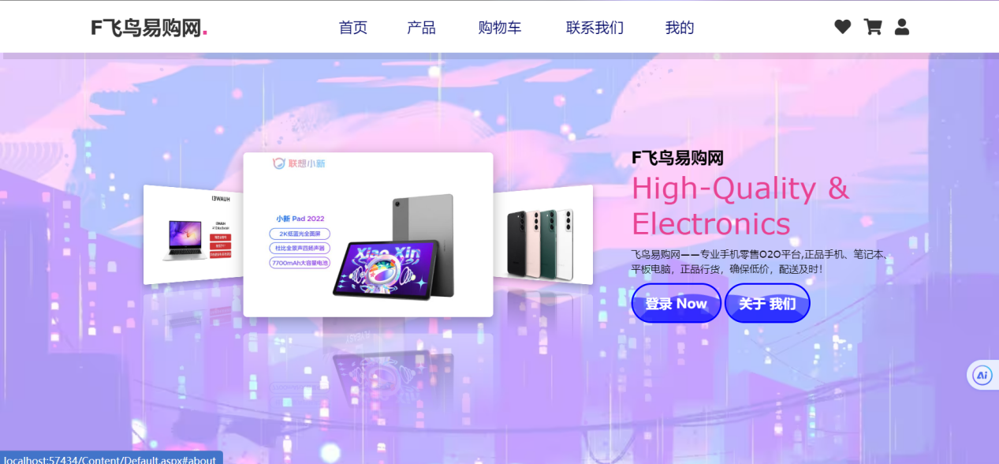 F飞鸟易购网.
首页 产品 购物车 联系我们 我的
联想小新
小新 Pad 2022
2K低蓝光全面屏
杜比全景声四扬声器
7700mAh大容量电池
Xiao Xin
F飞鸟易购网
High-Quality &
Electronics
飞鸟易购网——专业手机零售O2O平台,正品手机、笔记本、
平板电脑，正品行货，确保低价，配送及时！
登录 Now 关于 我们
Ai
localhost:57434/Content/Default.aspx#about